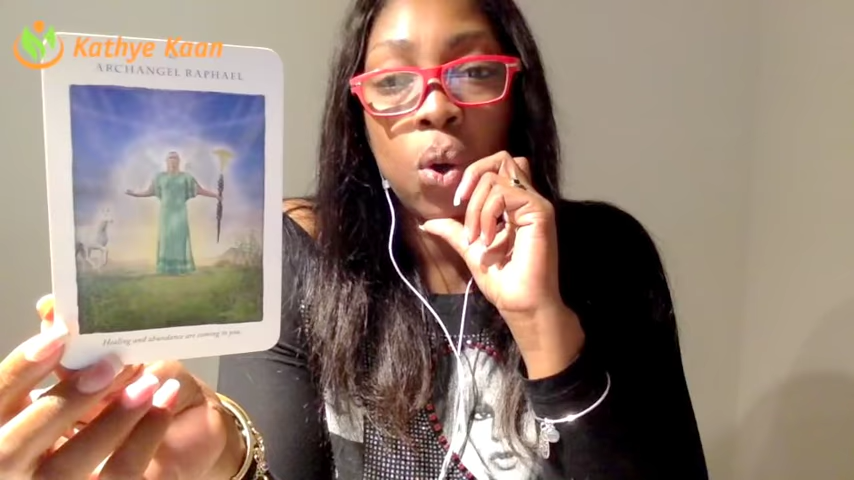 Kathye Kaan
ARCHANGEL RAPHAEL
Healing and abundance are coming to you.